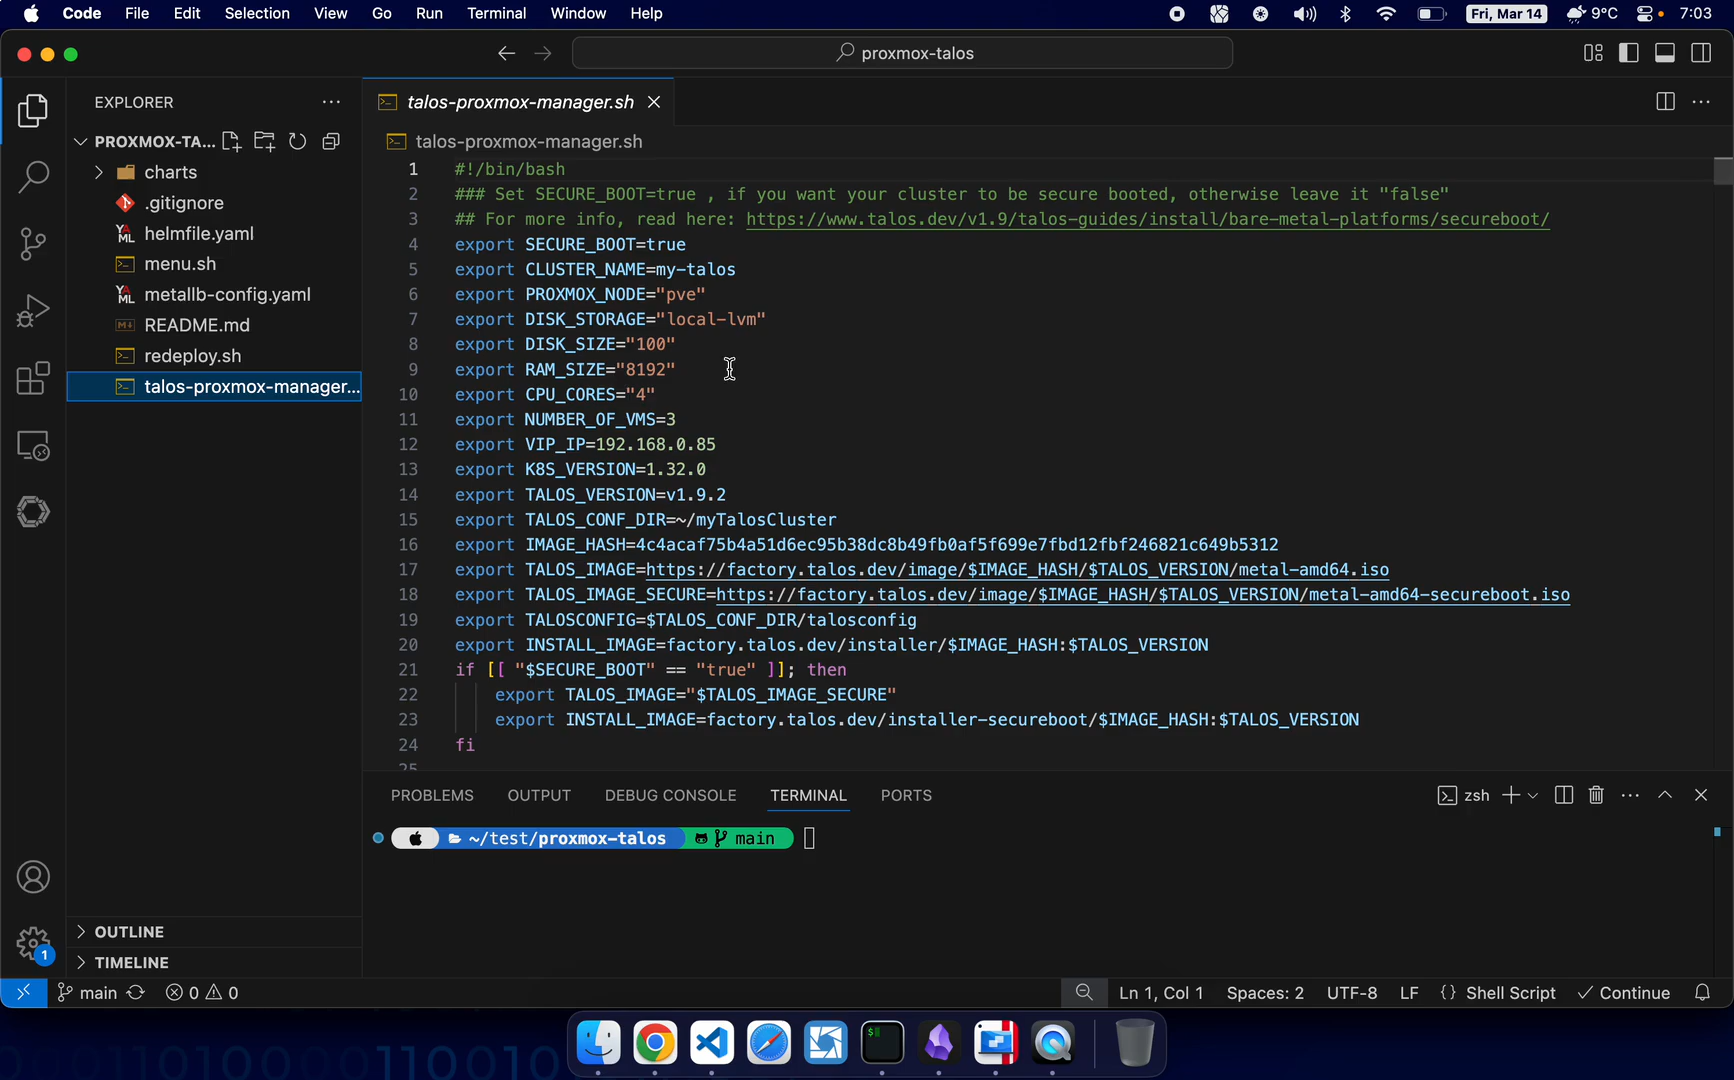 Code File Edit Selection View Go Run Terminal Window Help Fri, Mar 14 9°C 7:03
proxmox-talos
EXPLORER
PROXMOX-TA...
charts
.gitignore
helmfile.yaml
menu.sh
metallb-config.yaml
README.md
redeploy.sh
talos-proxmox-manager...
OUTLINE
TIMELINE
talos-proxmox-manager.sh
talos-proxmox-manager.sh
1 #!/bin/bash
2 ### Set SECURE_BOOT=true , if you want your cluster to be secure booted, otherwise leave it "false"
3 ## For more info, read here: https://www.talos.dev/v1.9/talos-guides/install/bare-metal-platforms/secureboot/
4 export SECURE_BOOT=true
5 export CLUSTER_NAME=my-talos
6 export PROXMOX_NODE="pve"
7 export DISK_STORAGE="local-lvm"
8 export DISK_SIZE="100"
9 export RAM_SIZE="8192"
10 export CPU_CORES="4"
11 export NUMBER_OF_VMS=3
12 export VIP_IP=192.168.0.85
13 export K8S_VERSION=1.32.0
14 export TALOS_VERSION=v1.9.2
15 export TALOS_CONF_DIR=~/myTalosCluster
16 export IMAGE_HASH=4c4acaf75b4a51d6ec95b38dc8b49fb0af5f699e7fbd12fbf246821c649b5312
17 export TALOS_IMAGE=https://factory.talos.dev/image/$IMAGE_HASH/$TALOS_VERSION/metal-amd64.iso
18 export TALOS_IMAGE_SECURE=https://factory.talos.dev/image/$IMAGE_HASH/$TALOS_VERSION/metal-amd64-secureboot.iso
19 export TALOSCONFIG=$TALOS_CONF_DIR/talosconfig
20 export INSTALL_IMAGE=factory.talos.dev/installer/$IMAGE_HASH:$TALOS_VERSION
21 if [[ "$SECURE_BOOT" == "true" ]]; then
22 export TALOS_IMAGE="$TALOS_IMAGE_SECURE"
23 export INSTALL_IMAGE=factory.talos.dev/installer-secureboot/$IMAGE_HASH:$TALOS_VERSION
24 fi
25
PROBLEMS OUTPUT DEBUG CONSOLE TERMINAL PORTS zsh
~/test/proxmox-talos main
1
main 0 0 Ln 1, Col 1 Spaces: 2 UTF-8 LF {} Shell Script Continue